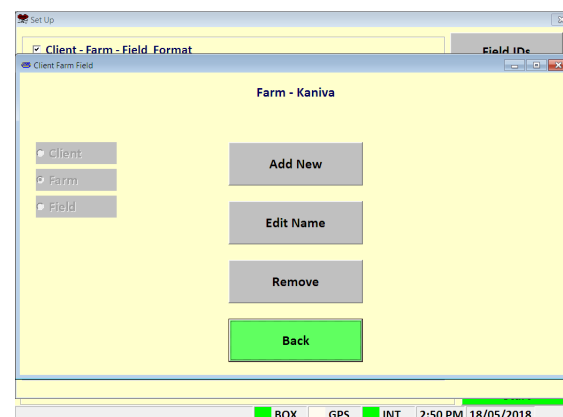 Set Up
Client - Farm - Field Format
Field IDs
Client Farm Field
Farm - Kaniva
Client
Farm
Field
Add New
Edit Name
Remove
Back
BOX GPS INT 2:50 PM 18/05/2018